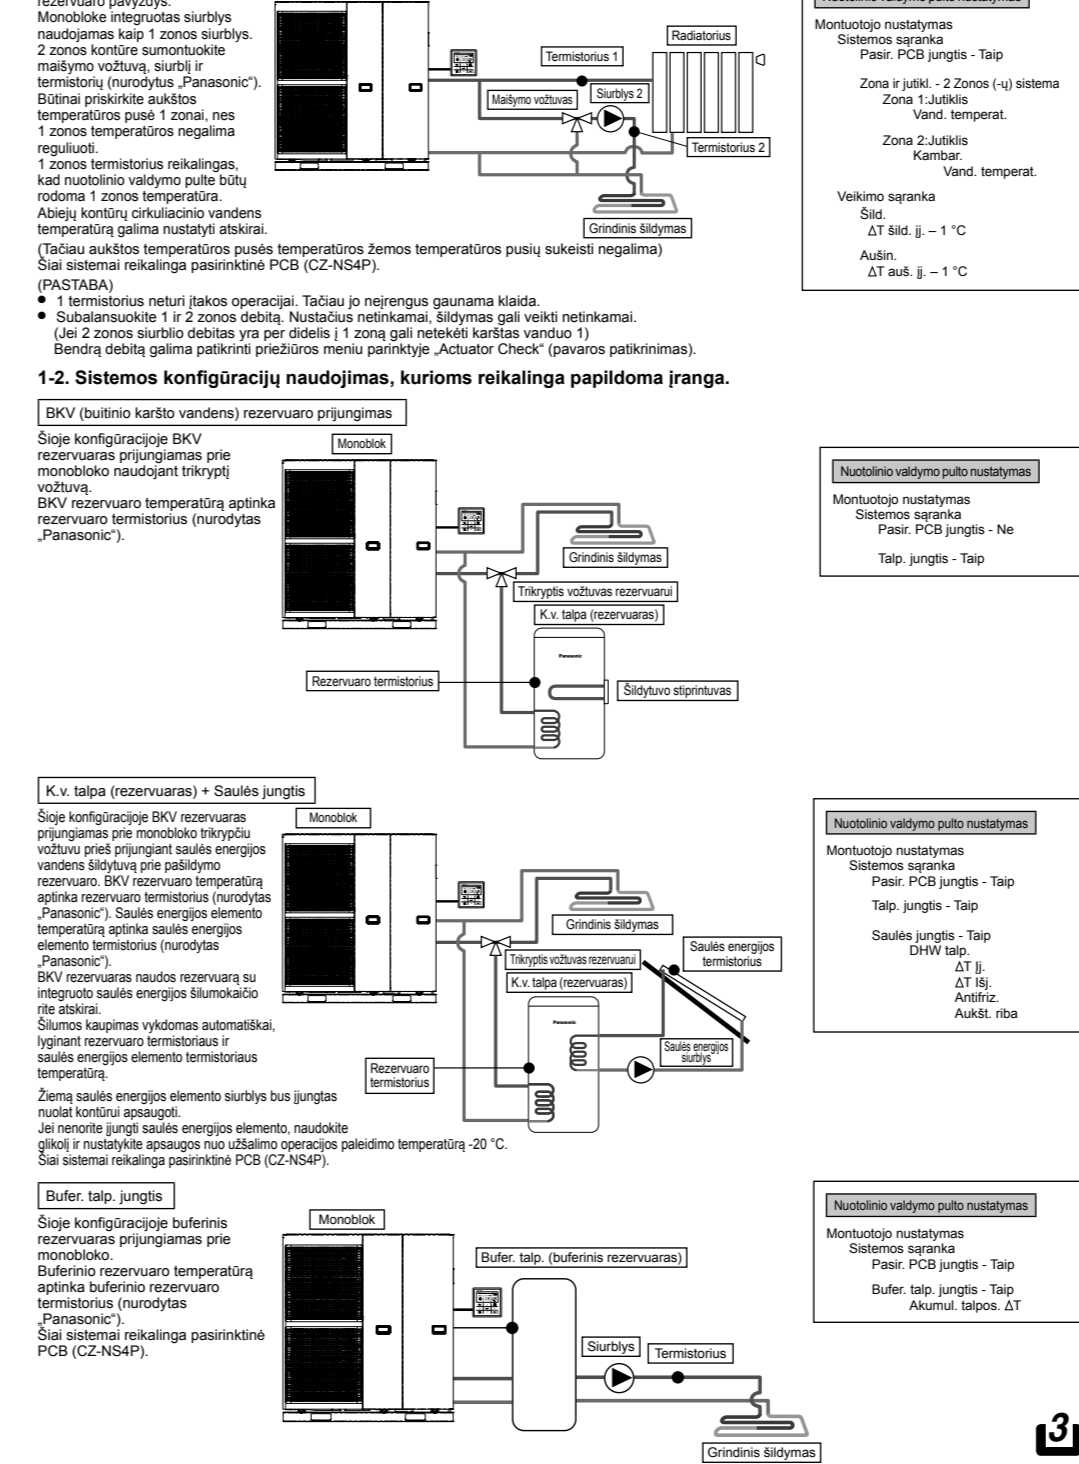 rezervuaro pavyzdys.
Monobloke integruotas siurblys
naudojamas kaip 1 zonos siurblys.
2 zonos kontūre sumontuokite
maišymo vožtuvą, siurblį ir
termistorių (nurodytus „Panasonic“).
Būtinai priskirkite aukštos
temperatūros pusė 1 zonai, nes
1 zonos temperatūros negalima
reguliuoti.
1 zonos termistorius reikalingas,
kad nuotolinio valdymo pulte būtų
rodoma 1 zonos temperatūra.
Abiejų kontūrų cirkuliacinio vandens
temperatūrą galima nustatyti atskirai.
(Tačiau aukštos temperatūros pusės temperatūros žemos temperatūros pusių sukeisti negalima)
Šiai sistemai reikalinga pasirinktinė PCB (CZ-NS4P).
(PASTABA)
● 1 termistorius neturi įtakos operacijai. Tačiau jo neįrengus gaunama klaida.
● Subalansuokite 1 ir 2 zonos debitą. Nustačius netinkamai, šildymas gali veikti netinkamai.
(Jei 2 zonos siurblio debitas yra per didelis į 1 zoną gali netekėti karštas vanduo 1)
Bendrą debitą galima patikrinti priežiūros meniu parinktyje „Actuator Check“ (pavaros patikrinimas).
Termistorius 1
Radiatorius
Maišymo vožtuvas
Siurblys 2
Termistorius 2
Grindinis šildymas
Nuotolinio valdymo pulto nustatymas
Montuotojo nustatymas
Sistemos sąranka
Pasir. PCB jungtis - Taip
Zona ir jutikl. - 2 Zonos (-ų) sistema
Zona 1:Jutiklis
Vand. temperat.
Zona 2:Jutiklis
Kambar.
Vand. temperat.
Veikimo sąranka
Šild.
ΔT šild. įj. – 1 °C
Aušin.
ΔT auš. įj. – 1 °C
1-2. Sistemos konfigūracijų naudojimas, kurioms reikalinga papildoma įranga.
BKV (buitinio karšto vandens) rezervuaro prijungimas
Šioje konfigūracijoje BKV
rezervuaras prijungiamas prie
monobloko naudojant trikryptį
vožtuvą.
BKV rezervuaro temperatūrą aptinka
rezervuaro termistorius (nurodytas
„Panasonic“).
Monoblok
Grindinis šildymas
Trikryptis vožtuvas rezervuarui
K.v. talpa (rezervuaras)
Panasonic
Rezervuaro termistorius
Šildytuvo stiprintuvas
Nuotolinio valdymo pulto nustatymas
Montuotojo nustatymas
Sistemos sąranka
Pasir. PCB jungtis - Ne
Talp. jungtis - Taip
K.v. talpa (rezervuaras) + Saulės jungtis
Šioje konfigūracijoje BKV rezervuaras
prijungiamas prie monobloko trikrypčiu
vožtuvu prieš prijungiant saulės energijos
vandens šildytuvą prie pašildymo
rezervuaro. BKV rezervuaro temperatūrą
aptinka rezervuaro termistorius (nurodytas
„Panasonic“). Saulės energijos elemento
temperatūrą aptinka saulės energijos
elemento termistorius (nurodytas
„Panasonic“).
BKV rezervuaras naudos rezervuarą su
integruoto saulės energijos šilumokaičio
rite atskirai.
Šilumos kaupimas vykdomas automatiškai,
lyginant rezervuaro termistoriaus ir
saulės energijos elemento termistoriaus
temperatūrą.
Žiemą saulės energijos elemento siurblys bus įjungtas
nuolat kontūrui apsaugoti.
Jei nenorite įjungti saulės energijos elemento, naudokite
glikolį ir nustatykite apsaugos nuo užšalimo operacijos paleidimo temperatūrą -20 °C.
Šiai sistemai reikalinga pasirinktinė PCB (CZ-NS4P).
Monoblok
Grindinis šildymas
Trikryptis vožtuvas rezervuarui
K.v. talpa (rezervuaras)
Saulės energijos
termistorius
Panasonic
Saulės energijos
siurblys
Rezervuaro
termistorius
Nuotolinio valdymo pulto nustatymas
Montuotojo nustatymas
Sistemos sąranka
Pasir. PCB jungtis - Taip
Talp. jungtis - Taip
Saulės jungtis - Taip
DHW talp.
ΔT Įj.
ΔT Išj.
Antifriz.
Aukšt. riba
Bufer. talp. jungtis
Šioje konfigūracijoje buferinis
rezervuaras prijungiamas prie
monobloko.
Buferinio rezervuaro temperatūrą
aptinka buferinio rezervuaro
termistorius (nurodytas
„Panasonic“).
Šiai sistemai reikalinga pasirinktinė
PCB (CZ-NS4P).
Monoblok
Bufer. talp. (buferinis rezervuaras)
Siurblys
Termistorius
Grindinis šildymas
Nuotolinio valdymo pulto nustatymas
Montuotojo nustatymas
Sistemos sąranka
Pasir. PCB jungtis - Taip
Bufer. talp. jungtis - Taip
Akumul. talpos. ΔT
3